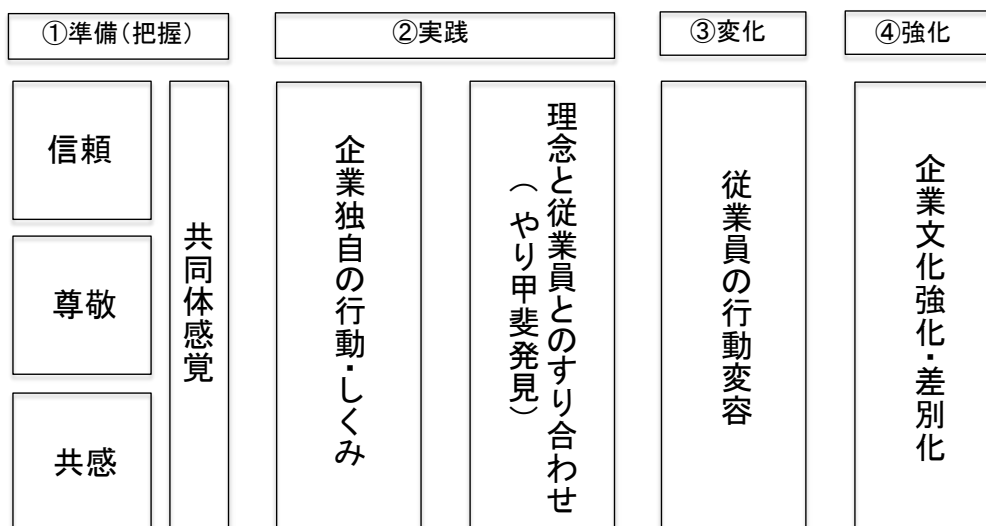 ①準備(把握)
②実践
③変化
④強化
信頼
尊敬
共感
共同体感覚
企業独自の行動・しくみ
理念と従業員とのすり合わせ
(やり甲斐発見)
従業員の行動変容
企業文化強化・差別化